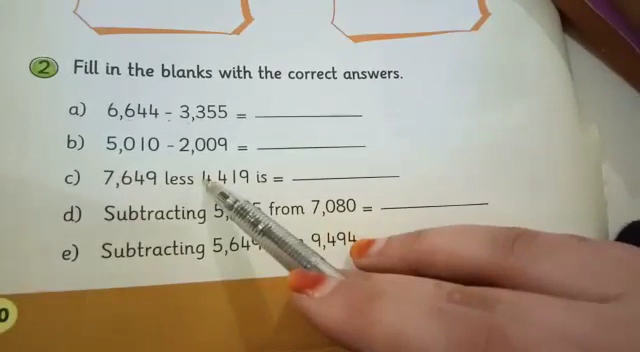 2 Fill in the blanks with the correct answers.
a) 6,644 - 3,355 =
b) 5,010 - 2,009 =
c) 7,649 less 4,419 is =
d) Subtracting from 7,080 =
e) Subtracting 9,494
0